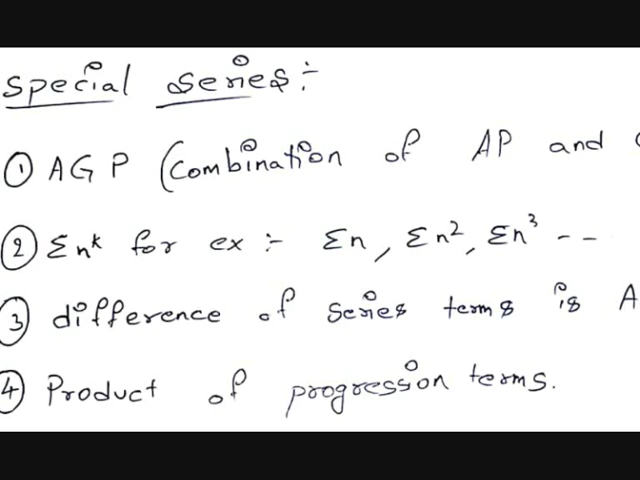 Special series :-
① AGP (Combination of AP and
② Σn^k for ex :- Σn, Σn², Σn³ --
③ difference of series terms is A
④ Product of progression terms.